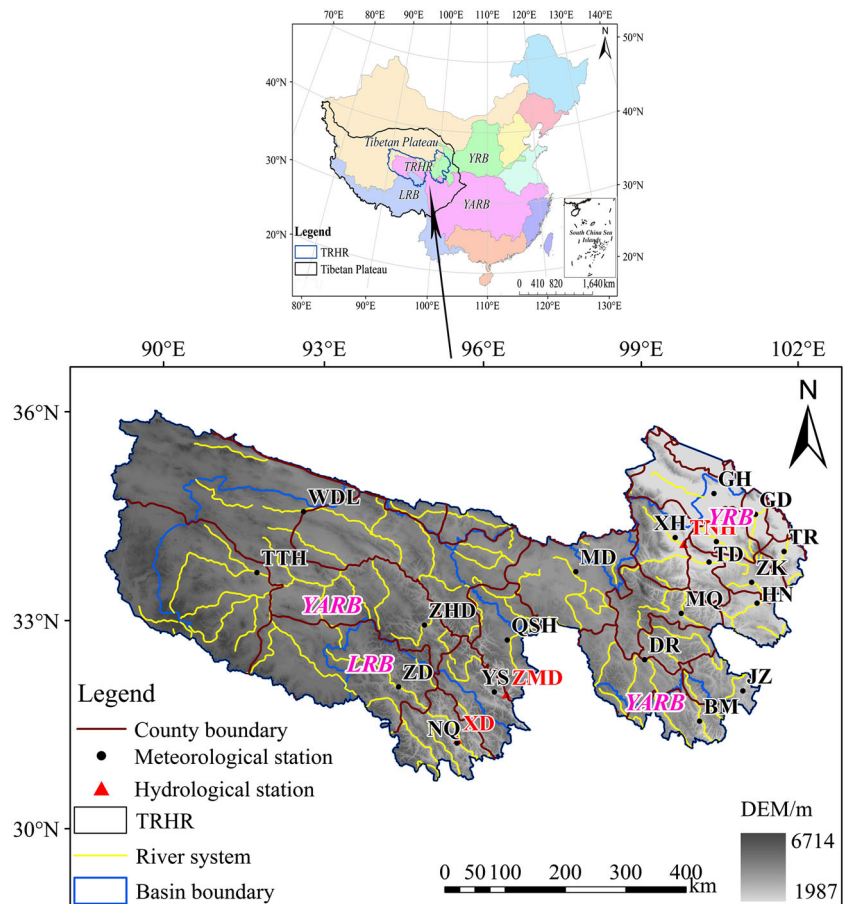 70°E 80°E 90°E 100°E 110°E 120°E 130°E
N
50°N
40°N
40°N
Tibetan Plateau
YRB
TRHR
30°N
30°N
LRB
YARB
South China Sea
Islands
Legend
20°N
20°N
TRHR
Tibetan Plateau
0 410 820 1,640 km
80°E 90°E 100°E 110°E 120°E 130°E
90°E 93°E 96°E 99°E 102°E
36°N
N
GH
WDL
GD
XH TNH YRB
TR
TTH
MD
TD
ZK
YARB
ZHD
MQ
HN
33°N
QSH
DR
LRB
ZD
YS ZMD
JZ
YARB
BM
NQ XD
Legend
County boundary
Meteorological station
Hydrological station
TRHR
River system
Basin boundary
30°N
DEM/m
6714
1987
0 50 100 200 300 400
km